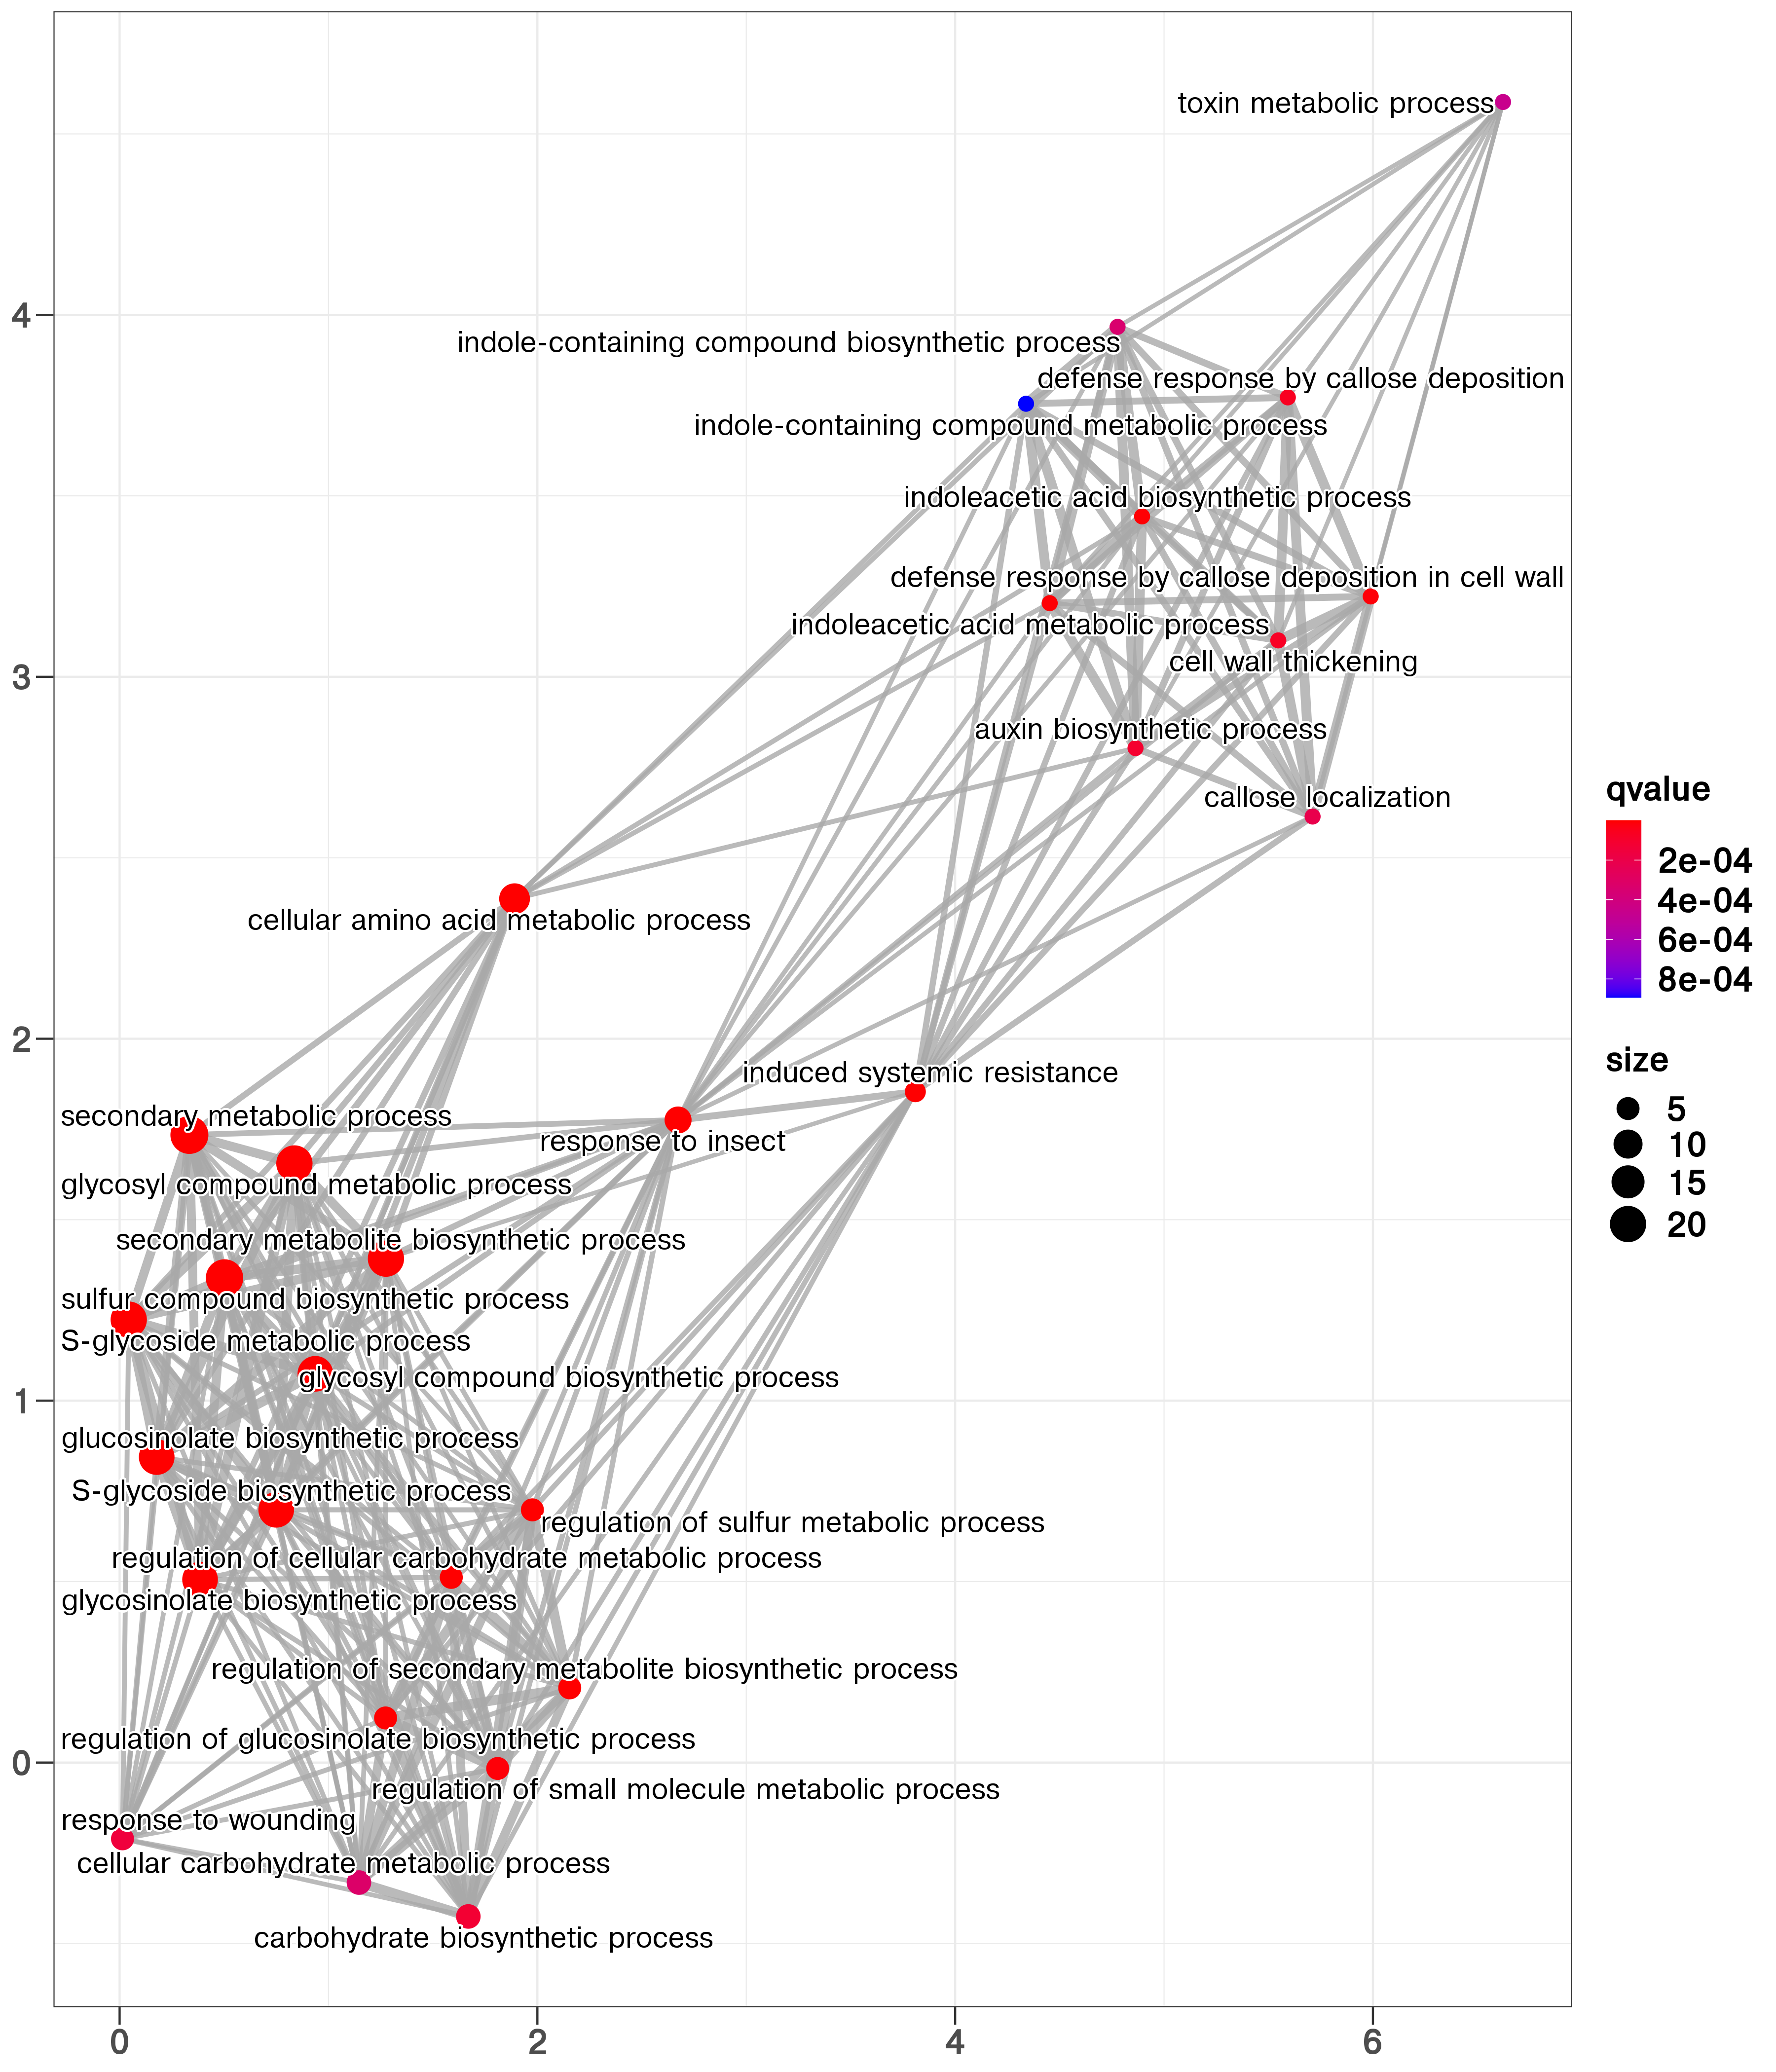 toxin metabolic process
4
indole-containing compound biosynthetic process
defense response by callose deposition
indole-containing compound metabolic process
indoleacetic acid biosynthetic process
defense response by callose deposition in cell wall
indoleacetic acid metabolic process
cell wall thickening
3
auxin biosynthetic process
callose localization
cellular amino acid metabolic process
2
induced systemic resistance
secondary metabolic process
response to insect
glycosyl compound metabolic process
secondary metabolite biosynthetic process
sulfur compound biosynthetic process
S-glycoside metabolic process
glycosyl compound biosynthetic process
1
glucosinolate biosynthetic process
S-glycoside biosynthetic process
regulation of sulfur metabolic process
regulation of cellular carbohydrate metabolic process
glycosinolate biosynthetic process
regulation of secondary metabolite biosynthetic process
regulation of glucosinolate biosynthetic process
0
regulation of small molecule metabolic process
response to wounding
cellular carbohydrate metabolic process
carbohydrate biosynthetic process
0 2 4 6
qvalue
2e-04
4e-04
6e-04
8e-04
size
5
10
15
20